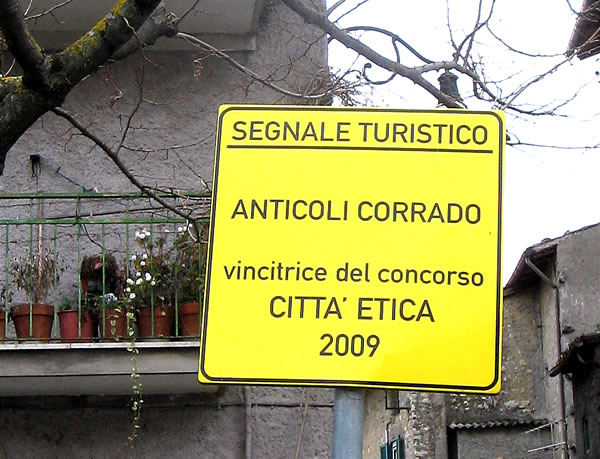 SEGNALE TURISTICO
ANTICOLI CORRADO
vincitrice del concorso
CITTA' ETICA
2009